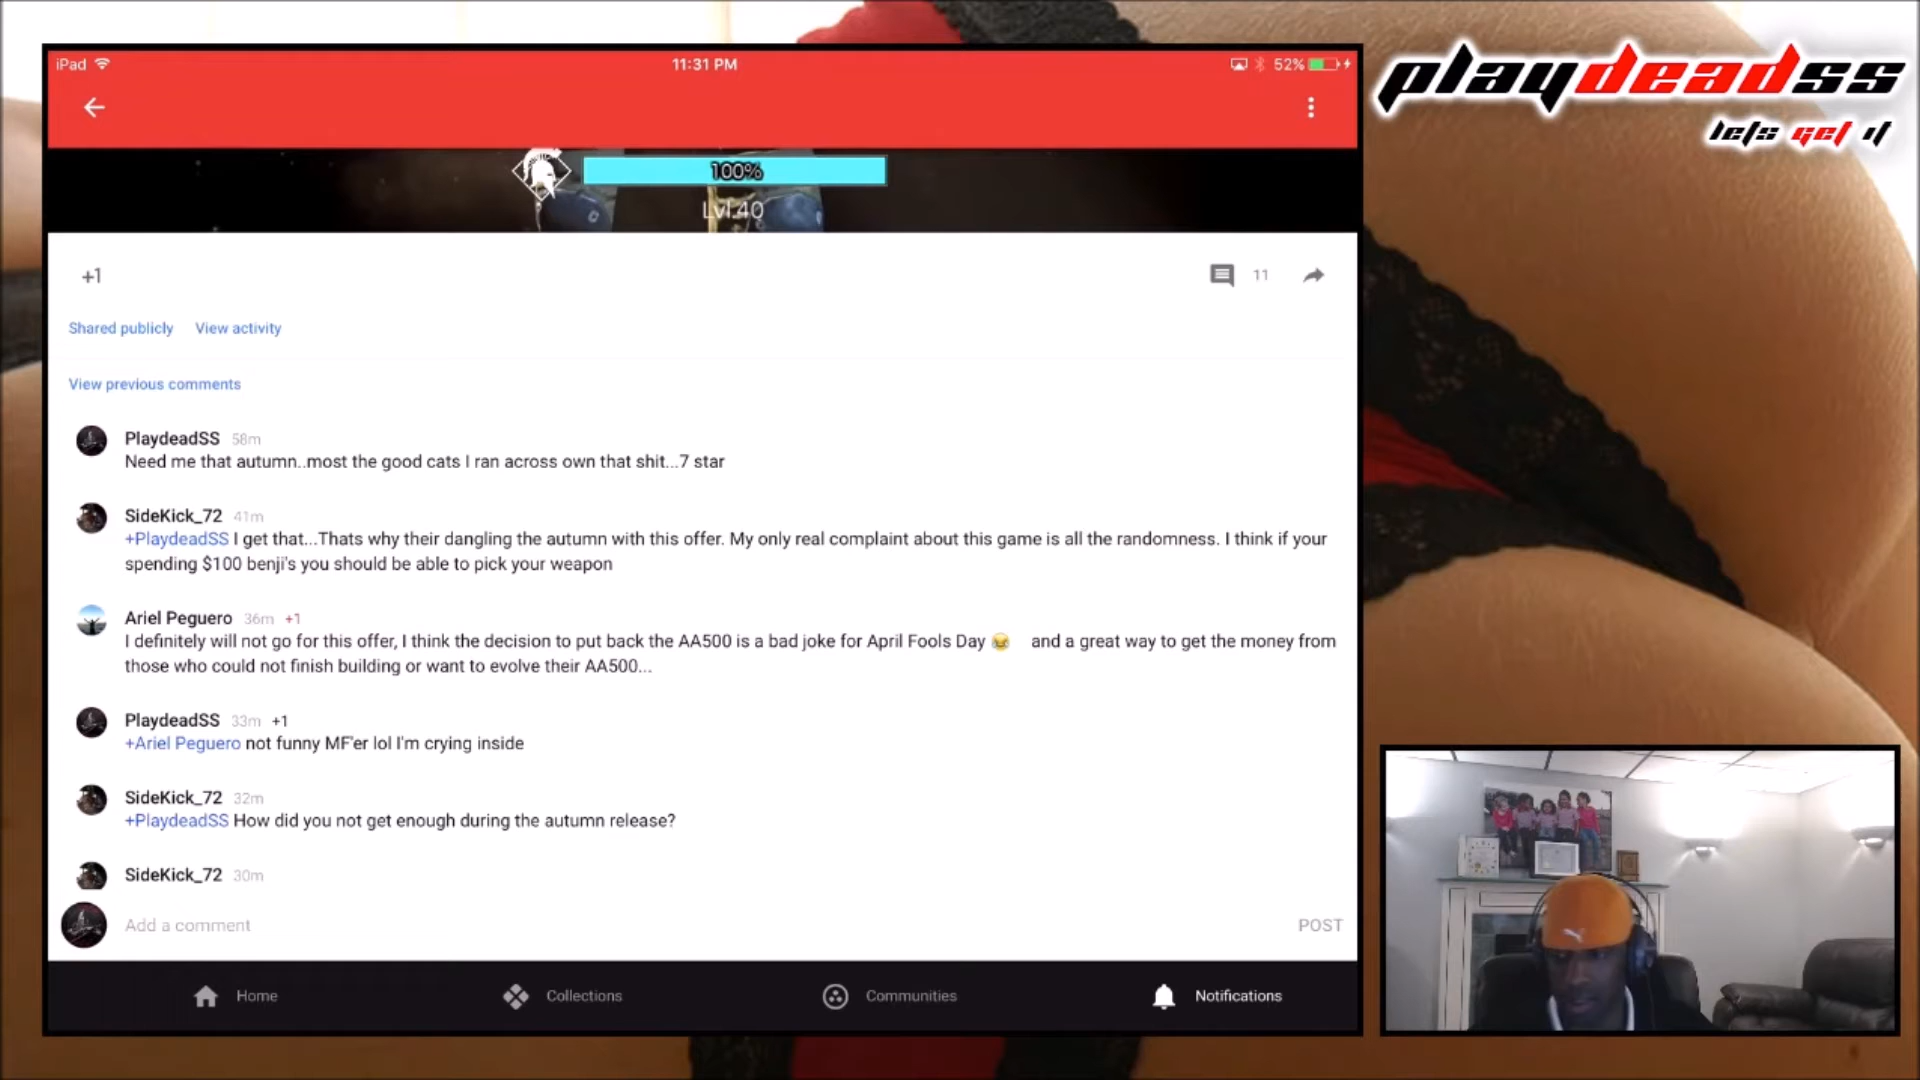 playdeadss
lets get it
iPad 11:31 PM 52%
100%
Lvl.40
+1 11
Shared publicly View activity
View previous comments
PlaydeadSS 58m
Need me that autumn..most the good cats I ran across own that shit...7 star
SideKick_72 41m
+PlaydeadSS I get that...Thats why their dangling the autumn with this offer. My only real complaint about this game is all the randomness. I think if your
spending $100 benji's you should be able to pick your weapon
Ariel Peguero 36m +1
I definitely will not go for this offer, I think the decision to put back the AA500 is a bad joke for April Fools Day 😂 and a great way to get the money from
those who could not finish building or want to evolve their AA500...
PlaydeadSS 33m +1
+Ariel Peguero not funny MF'er lol I'm crying inside
SideKick_72 32m
+PlaydeadSS How did you not get enough during the autumn release?
SideKick_72 30m
Add a comment POST
Home Collections Communities Notifications